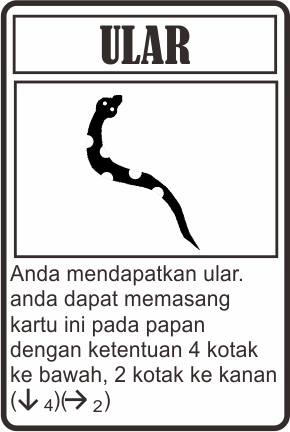 ULAR
Anda mendapatkan ular.
anda dapat memasang
kartu ini pada papan
dengan ketentuan 4 kotak
ke bawah, 2 kotak ke kanan
(↓ 4)(→ 2)